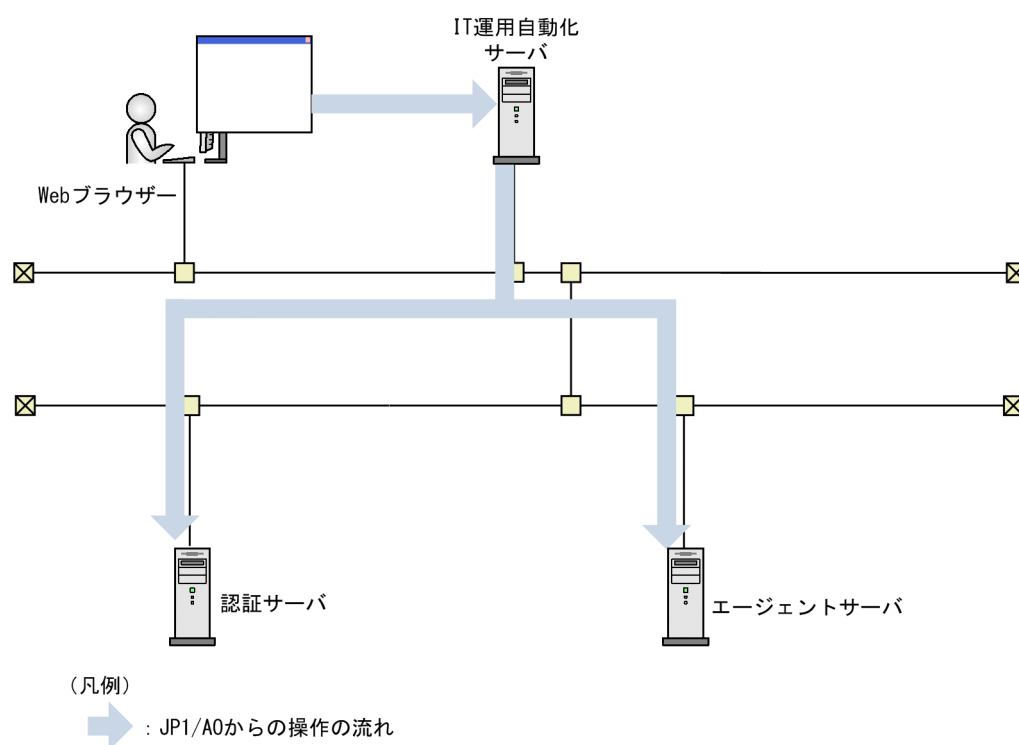 IT運用自動化
サーバ
Webブラウザー
認証サーバ
エージェントサーバ
(凡例)
：JP1/AOからの操作の流れ